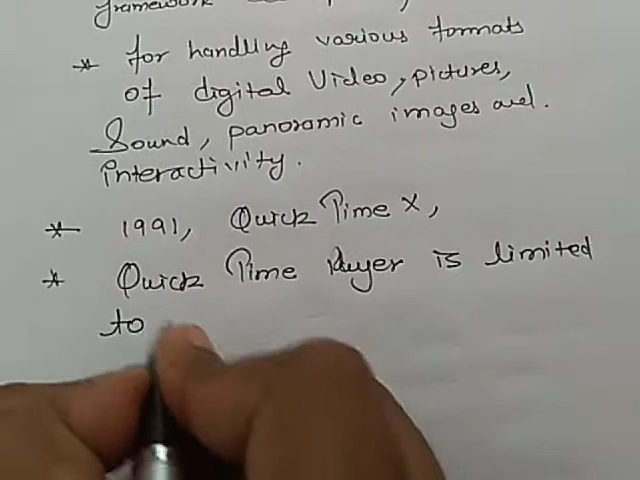 framework
* for handling various formats
of digital Video, pictures,
Sound, panoramic images and.
interactivity.
* 1991, Quick Time X,
* Quick Time Player is limited
to